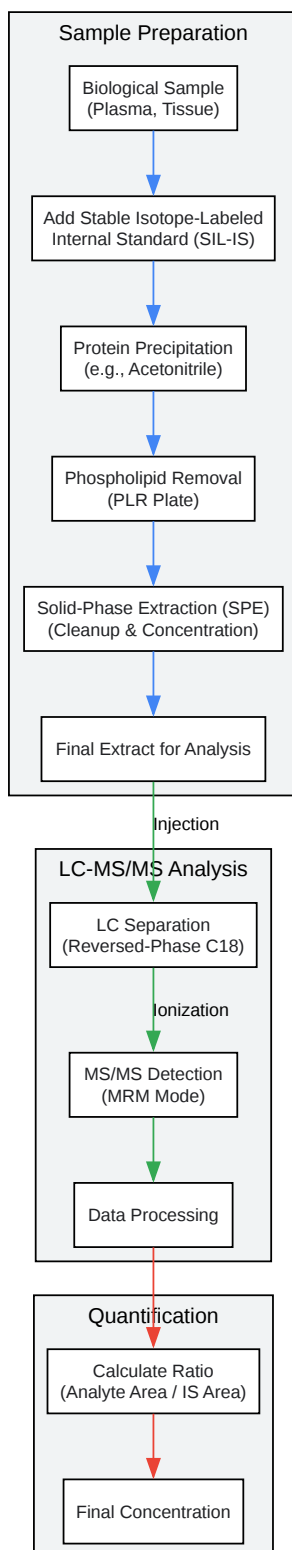 Sample Preparation
Biological Sample
(Plasma, Tissue)
Add Stable Isotope-Labeled
Internal Standard (SIL-IS)
Protein Precipitation
(e.g., Acetonitrile)
Phospholipid Removal
(PLR Plate)
Solid-Phase Extraction (SPE)
(Cleanup & Concentration)
Final Extract for Analysis
Injection
LC-MS/MS Analysis
LC Separation
(Reversed-Phase C18)
Ionization
MS/MS Detection
(MRM Mode)
Data Processing
Quantification
Calculate Ratio
(Analyte Area / IS Area)
Final Concentration